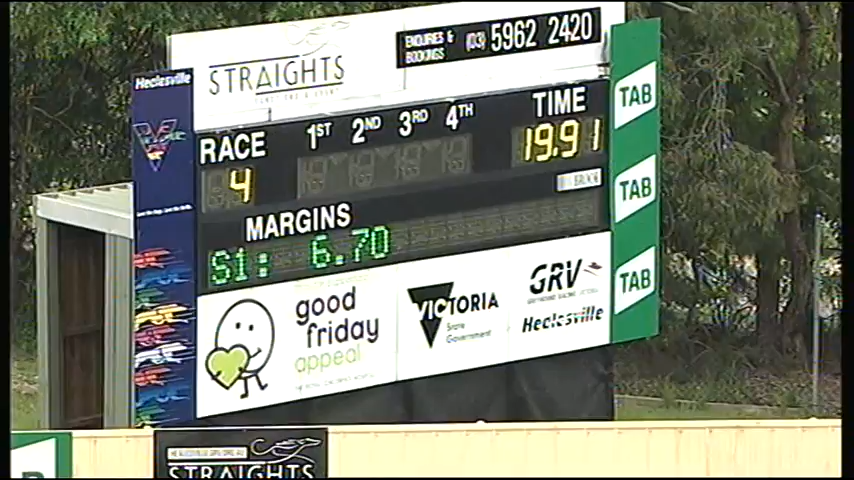 Healesville
STRAIGHTS
ENQUIRIES & BOOKINGS (03) 5962 2420
TAB
RACE 1ST 2ND 3RD 4TH TIME
4 19.91
TAB
MARGINS
S1: 6.70
TAB
good friday appeal
VICTORIA
State Government
GRV
Healesville
STRAIGHTS